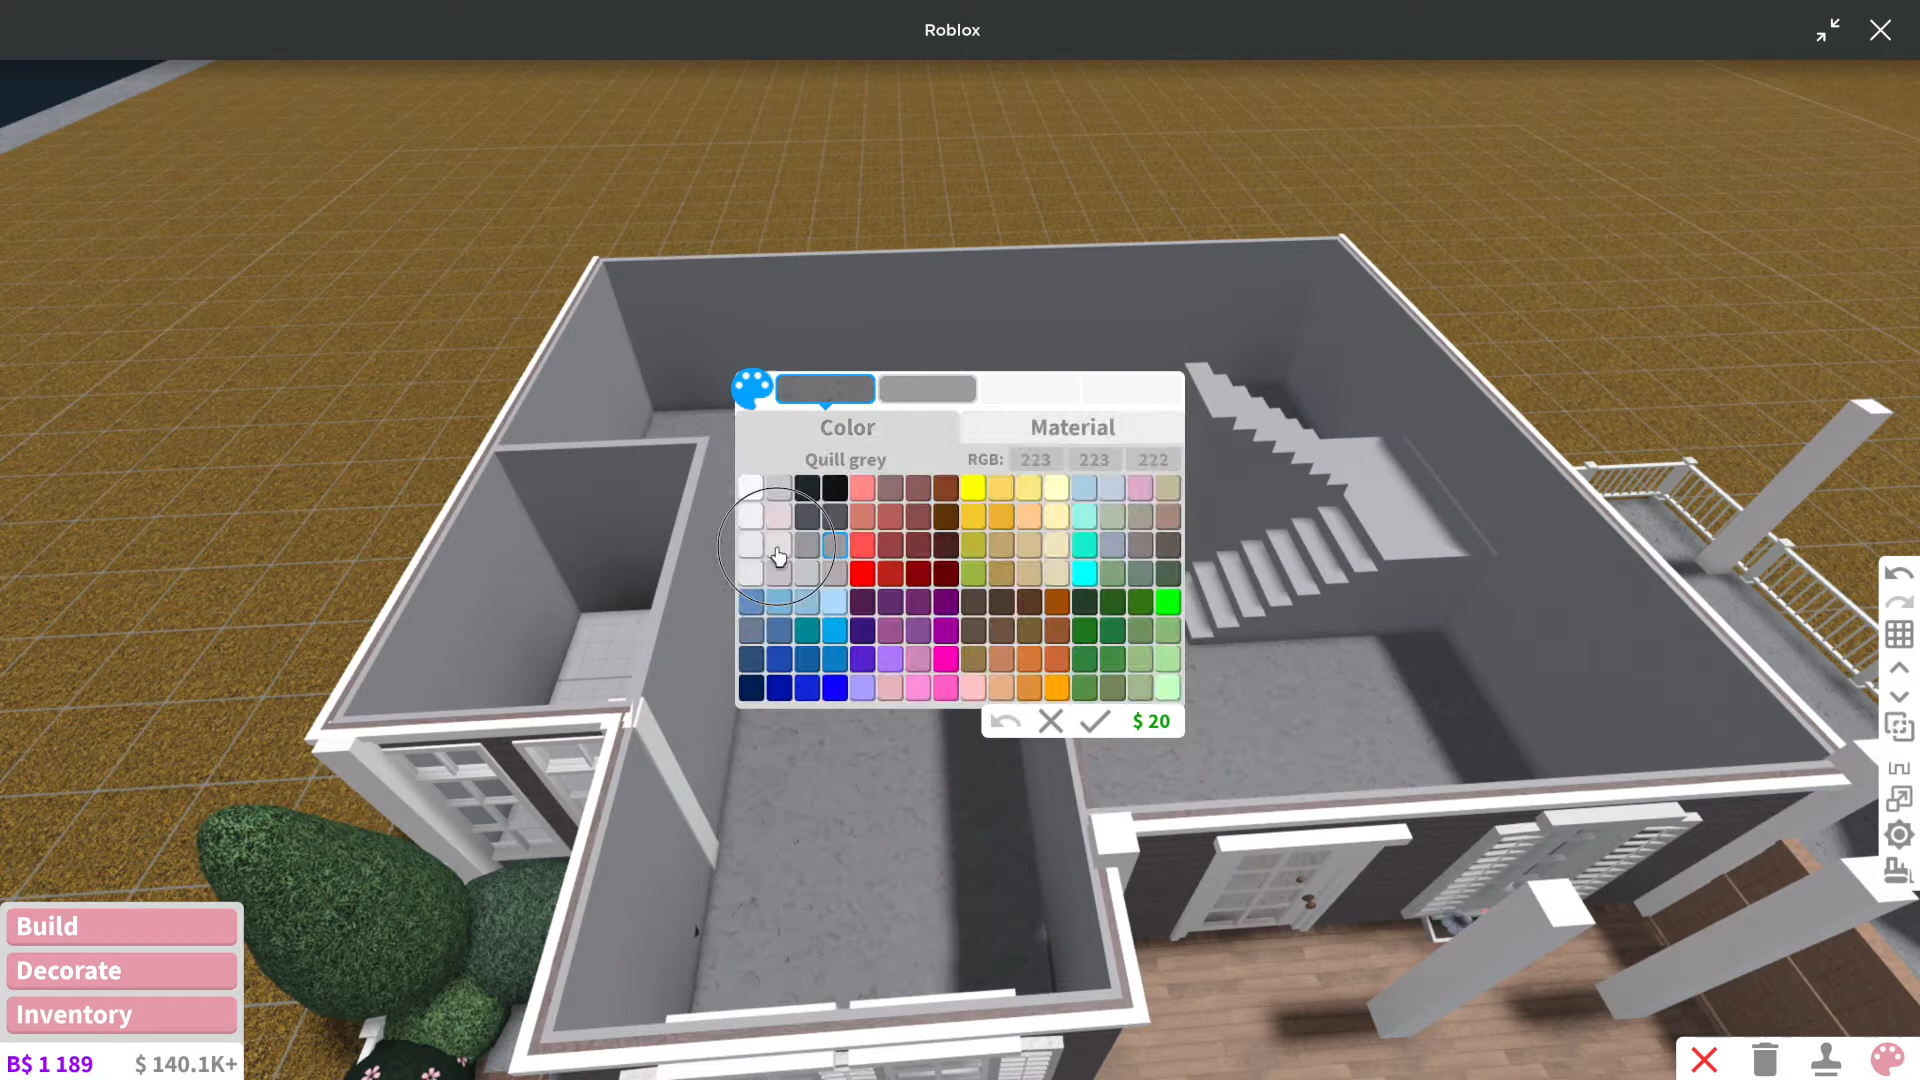 Roblox
Color
Material
Quill grey
RGB: 223 223 222
$ 20
Build
Decorate
Inventory
B$ 1 189
$ 140.1K+